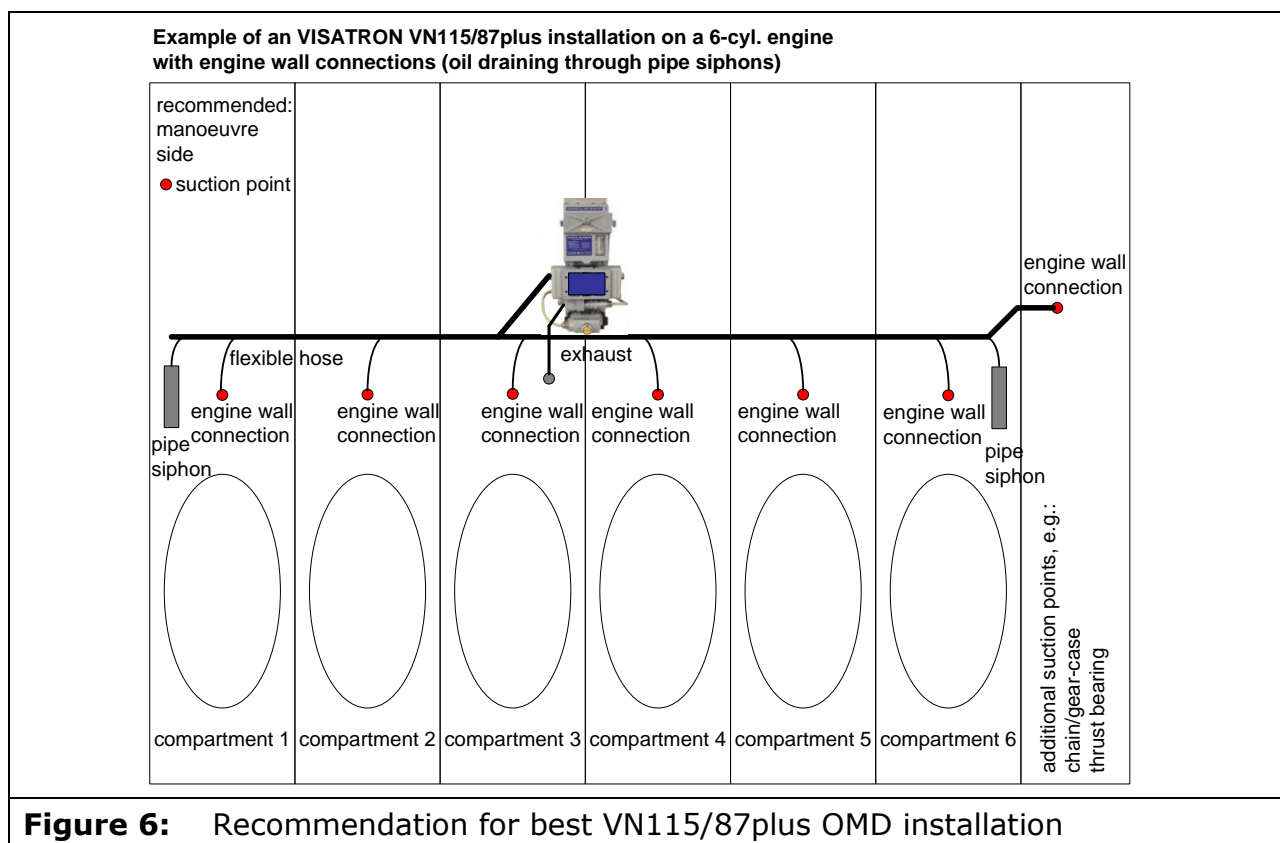 Example of an VISATRON VN115/87plus installation on a 6-cyl. engine
with engine wall connections (oil draining through pipe siphons)
recommended:
manoeuvre
side
suction point
engine wall
connection
flexible hose
exhaust
engine wall
connection
engine wall
connection
engine wall
connection
engine wall
connection
engine wall
connection
engine wall
connection
pipe
siphon
pipe
siphon
additional suction points, e.g.:
chain/gear-case
thrust bearing
compartment 1
compartment 2
compartment 3
compartment 4
compartment 5
compartment 6
Figure 6: Recommendation for best VN115/87plus OMD installation